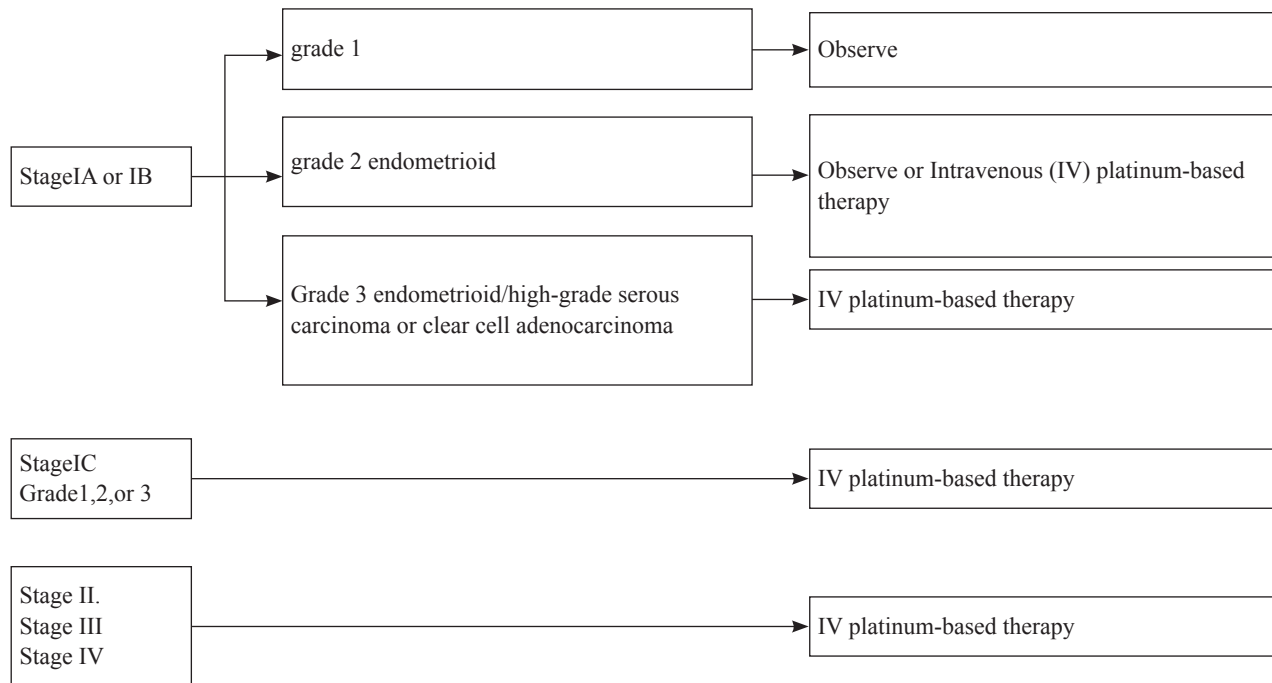 grade 1
Observe
StageIA or IB
grade 2 endometrioid
Observe or Intravenous (IV) platinum-based
therapy
Grade 3 endometrioid/high-grade serous
carcinoma or clear cell adenocarcinoma
IV platinum-based therapy
StageIC
Grade1,2,or 3
IV platinum-based therapy
Stage II.
Stage III
Stage IV
IV platinum-based therapy